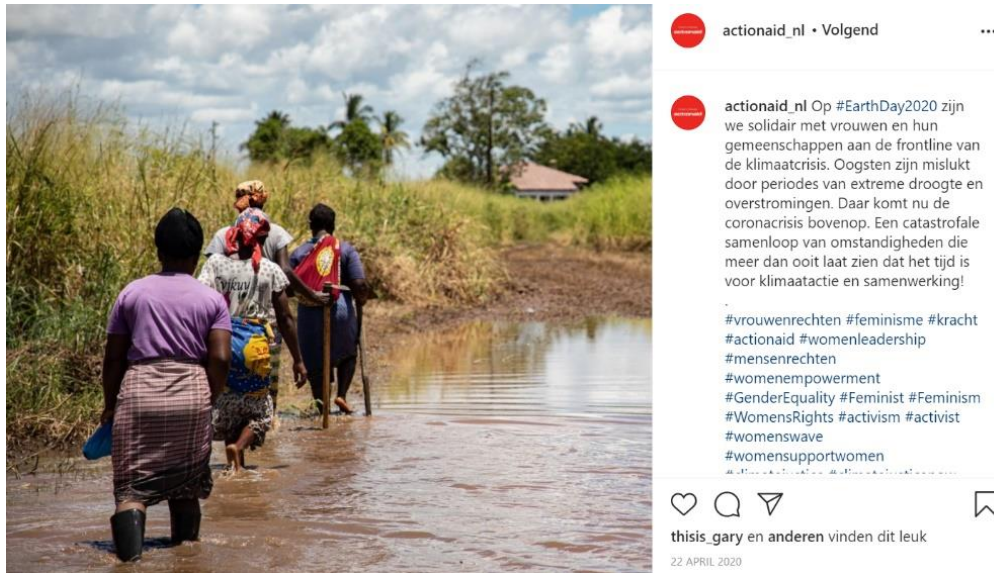 actionaid_nl • Volgend
actionaid_nl Op #EarthDay2020 zijn
we solidair met vrouwen en hun
gemeenschappen aan de frontline van
de klimaatcrisis. Oogsten zijn mislukt
door periodes van extreme droogte en
overstromingen. Daar komt nu de
coronacrisis bovenop. Een catastrofale
samenloop van omstandigheden die
meer dan ooit laat zien dat het tijd is
voor klimaatactie en samenwerking!
.
#vrouwenrechten #feminisme #kracht
#actionaid #womenleadership
#mensenrechten
#womenempowerment
#GenderEquality #Feminist #Feminism
#WomensRights #activism #activist
#womenswave
#womensupportwomen
thisis_gary en anderen vinden dit leuk
22 APRIL 2020